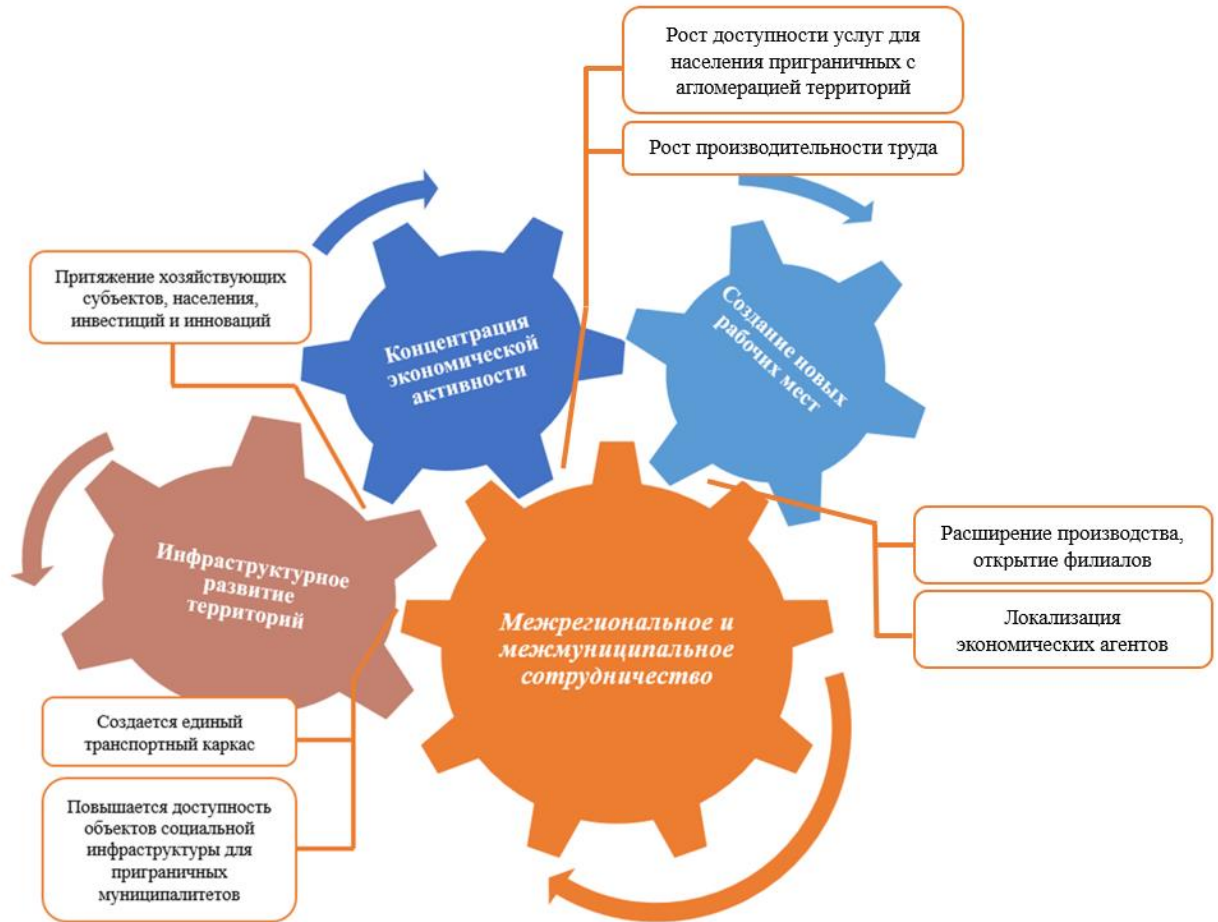 Рост доступности услуг для
населения приграничных с
агломерацией территорий
Рост производительности труда
Притяжение хозяйствующих
субъектов, населения,
инвестиций и инноваций
Концентрация
экономической
активности
Создание новых
рабочих мест
Инфраструктурное
развитие
территорий
Межрегиональное и
межмуниципальное
сотрудничество
Расширение производства,
открытие филиалов
Локализация
экономических агентов
Создается единый
транспортный каркас
Повышается доступность
объектов социальной
инфраструктуры для
приграничных
муниципалитетов